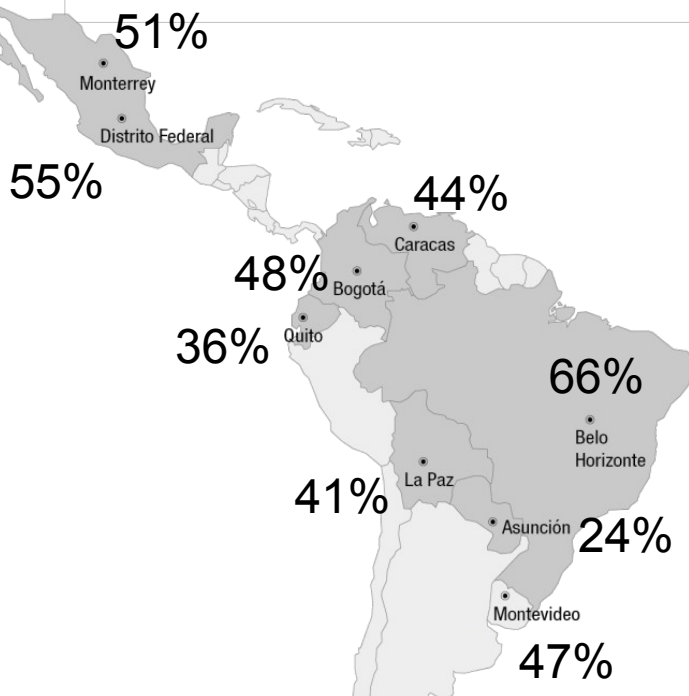 51%
Monterrey
Distrito Federal
55%
44%
Caracas
48%
Bogotá
Quito
36%
66%
Belo
Horizonte
La Paz
41%
Asunción
24%
Montevideo
47%